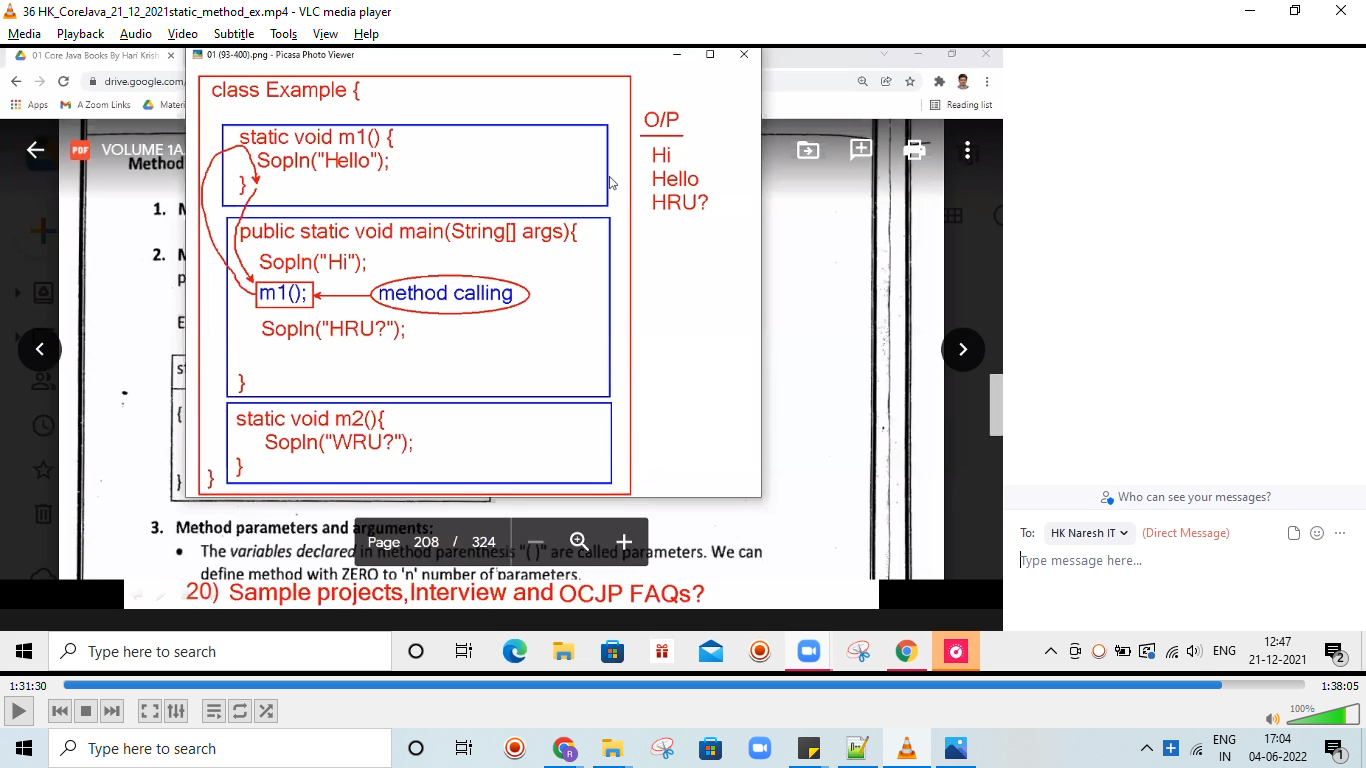 36 HK_CoreJava_21_12_2021static_method_ex.mp4 - VLC media player
Media Playback Audio Video Subtitle Tools View Help
01 Core Java Books By Hari Krish
01 (93-400).png - Picasa Photo Viewer
drive.google.com
Apps A Zoom Links Materi
Reading list
VOLUME 1A
Method
1.
2.
3. Method parameters and arguments:
The variables declared in method parenthesis "( )" are called parameters. We can
define method with ZERO to 'n' number of parameters.
class Example {
static void m1() {
Sopln("Hello");
}
public static void main(String[] args){
Sopln("Hi");
m1();
method calling
Sopln("HRU?");
}
static void m2(){
Sopln("WRU?");
}
}
O/P
Hi
Hello
HRU?
Page 208 / 324
20) Sample projects,Interview and OCJP FAQs?
Who can see your messages?
To: HK Naresh IT (Direct Message)
Type message here...
Type here to search
ENG
12:47
21-12-2021
2
1:31:30
1:38:05
100%
Type here to search
ENG
IN
17:04
04-06-2022
1